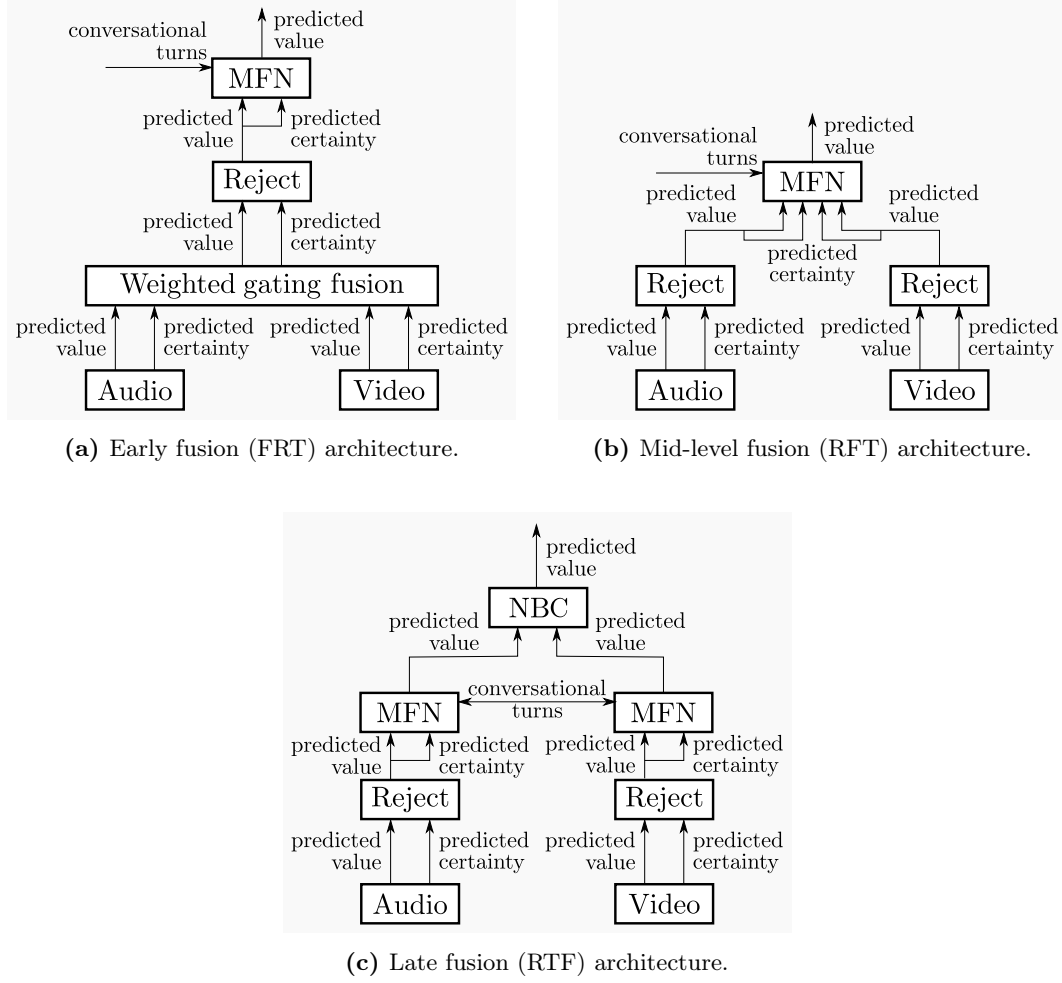 predicted
value
conversational
turns
MFN
predicted
value
predicted
certainty
Reject
predicted
value
predicted
certainty
Weighted gating fusion
predicted
value
predicted
certainty
predicted
value
predicted
certainty
Audio
Video
(a) Early fusion (FRT) architecture.
predicted
value
conversational
turns
MFN
predicted
value
predicted
value
predicted
certainty
Reject
Reject
predicted
value
predicted
certainty
predicted
value
predicted
certainty
Audio
Video
(b) Mid-level fusion (RFT) architecture.
predicted
value
NBC
predicted
value
predicted
value
conversational
turns
MFN
MFN
predicted
value
predicted
certainty
predicted
value
predicted
certainty
Reject
Reject
predicted
value
predicted
certainty
predicted
value
predicted
certainty
Audio
Video
(c) Late fusion (RTF) architecture.